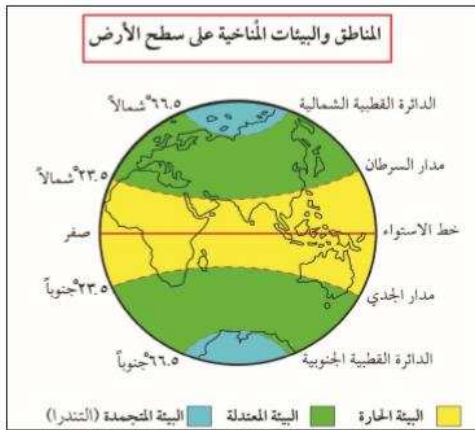 المناطق والبيئات المُناخية على سطح الأرض
الدائرة القطبية الشمالية
٦٦.٥° شمالاً
مدار السرطان
٢٣.٥° شمالاً
خط الاستواء
صفر
مدار الجدي
٢٣.٥° جنوباً
الدائرة القطبية الجنوبية
٦٦.٥° جنوباً
البيئة الحارة البيئة المعتدلة البيئة المتجمدة (التندرا)